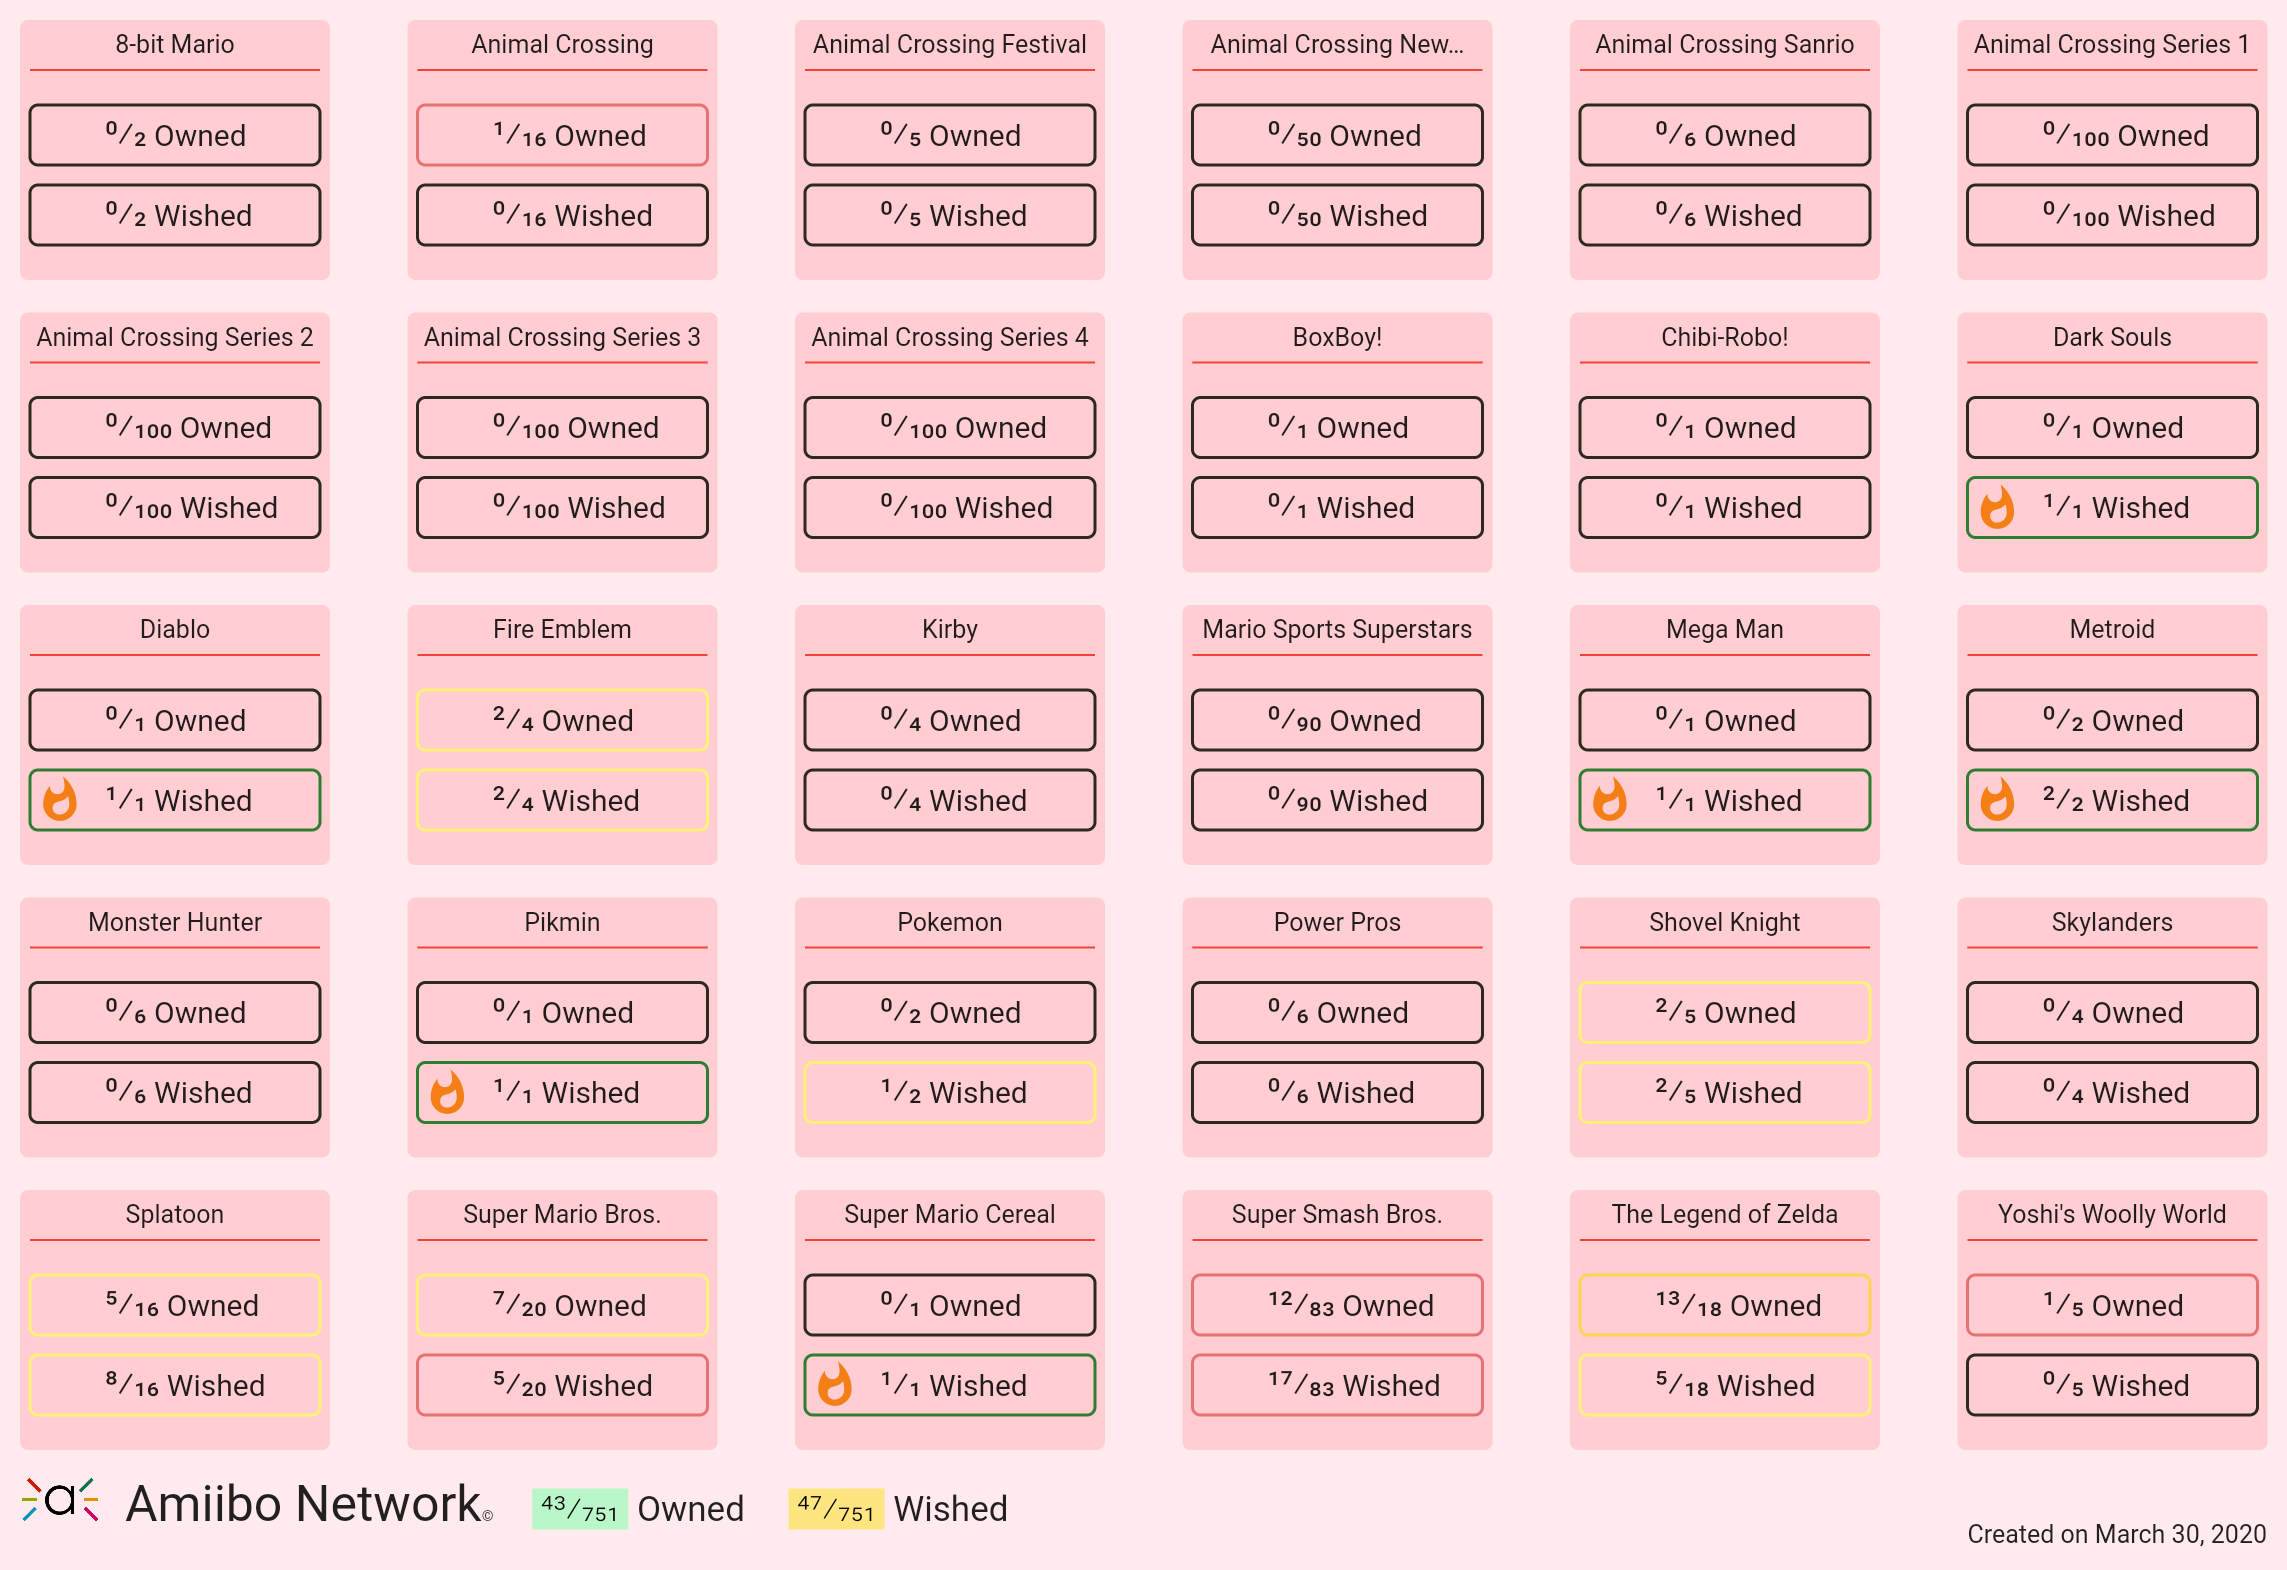 8-bit Mario
0/2 Owned
0/2 Wished
Animal Crossing
1/16 Owned
0/16 Wished
Animal Crossing Festival
0/5 Owned
0/5 Wished
Animal Crossing New...
0/50 Owned
0/50 Wished
Animal Crossing Sanrio
0/6 Owned
0/6 Wished
Animal Crossing Series 1
0/100 Owned
0/100 Wished
Animal Crossing Series 2
0/100 Owned
0/100 Wished
Animal Crossing Series 3
0/100 Owned
0/100 Wished
Animal Crossing Series 4
0/100 Owned
0/100 Wished
BoxBoy!
0/1 Owned
0/1 Wished
Chibi-Robo!
0/1 Owned
0/1 Wished
Dark Souls
0/1 Owned
1/1 Wished
Diablo
0/1 Owned
1/1 Wished
Fire Emblem
2/4 Owned
2/4 Wished
Kirby
0/4 Owned
0/4 Wished
Mario Sports Superstars
0/90 Owned
0/90 Wished
Mega Man
0/1 Owned
1/1 Wished
Metroid
0/2 Owned
2/2 Wished
Monster Hunter
0/6 Owned
0/6 Wished
Pikmin
0/1 Owned
1/1 Wished
Pokemon
0/2 Owned
1/2 Wished
Power Pros
0/6 Owned
0/6 Wished
Shovel Knight
2/5 Owned
2/5 Wished
Skylanders
0/4 Owned
0/4 Wished
Splatoon
5/16 Owned
8/16 Wished
Super Mario Bros.
7/20 Owned
5/20 Wished
Super Mario Cereal
0/1 Owned
1/1 Wished
Super Smash Bros.
12/83 Owned
17/83 Wished
The Legend of Zelda
13/18 Owned
5/18 Wished
Yoshi's Woolly World
1/5 Owned
0/5 Wished
a Amiibo Network© 43/751 Owned 47/751 Wished
Created on March 30, 2020